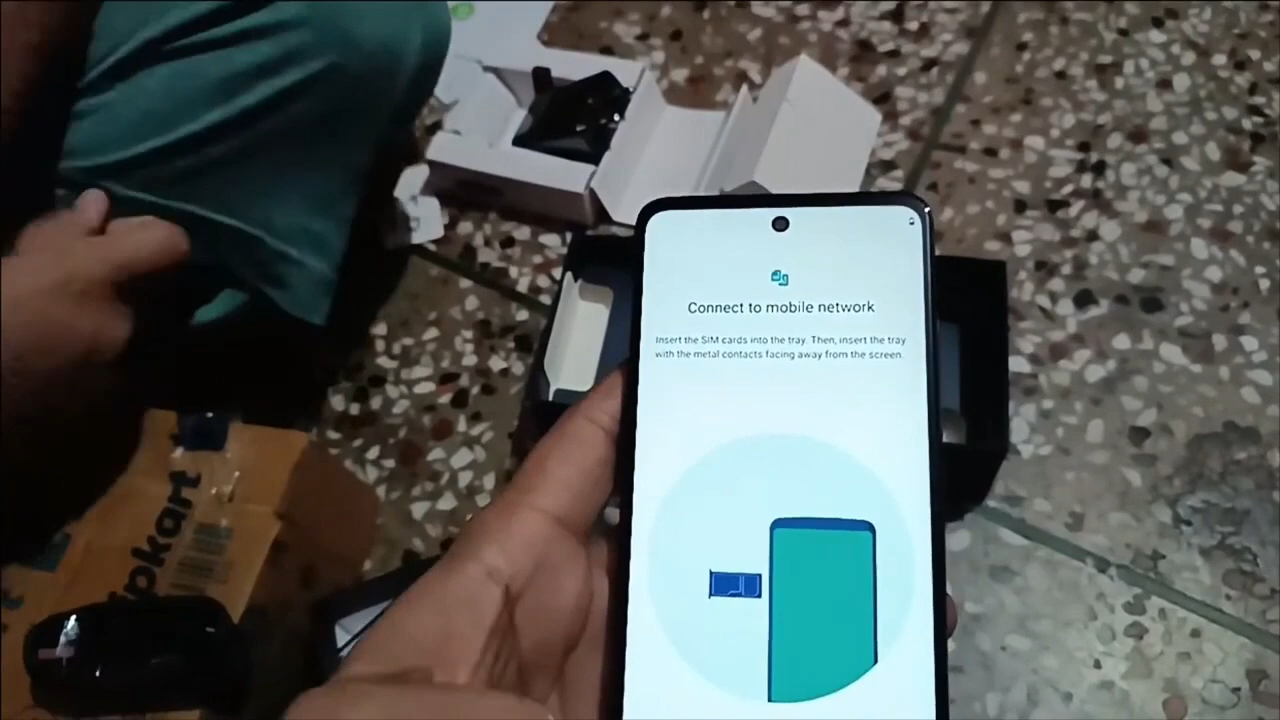 Connect to mobile network
Insert the SIM cards into the tray. Then, insert the tray
with the metal contacts facing away from the screen.
pkart